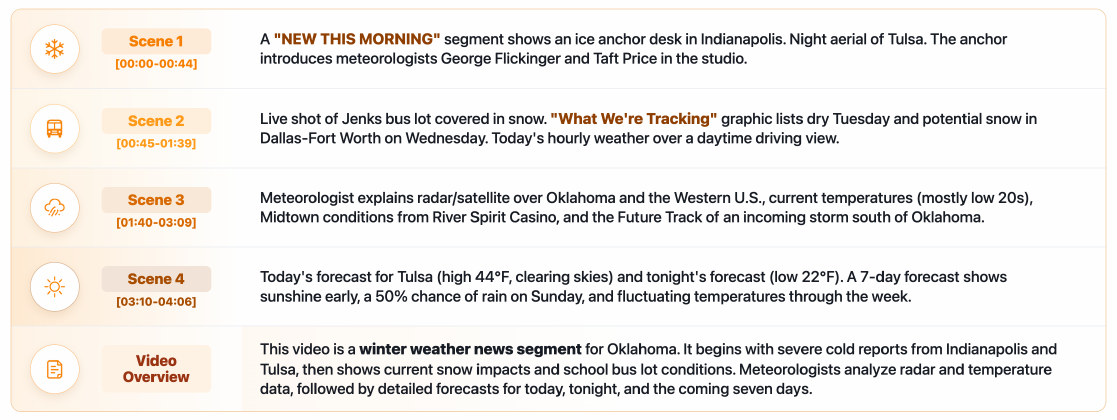 Scene 1
[00:00-00:44]
A "NEW THIS MORNING" segment shows an ice anchor desk in Indianapolis. Night aerial of Tulsa. The anchor
introduces meteorologists George Flickinger and Taft Price in the studio.
Scene 2
[00:45-01:39]
Live shot of Jenks bus lot covered in snow. "What We're Tracking" graphic lists dry Tuesday and potential snow in
Dallas-Fort Worth on Wednesday. Today's hourly weather over a daytime driving view.
Scene 3
[01:40-03:09]
Meteorologist explains radar/satellite over Oklahoma and the Western U.S., current temperatures (mostly low 20s),
Midtown conditions from River Spirit Casino, and the Future Track of an incoming storm south of Oklahoma.
Scene 4
[03:10-04:06]
Today's forecast for Tulsa (high 44°F, clearing skies) and tonight's forecast (low 22°F). A 7-day forecast shows
sunshine early, a 50% chance of rain on Sunday, and fluctuating temperatures through the week.
Video
Overview
This video is a winter weather news segment for Oklahoma. It begins with severe cold reports from Indianapolis and
Tulsa, then shows current snow impacts and school bus lot conditions. Meteorologists analyze radar and temperature
data, followed by detailed forecasts for today, tonight, and the coming seven days.